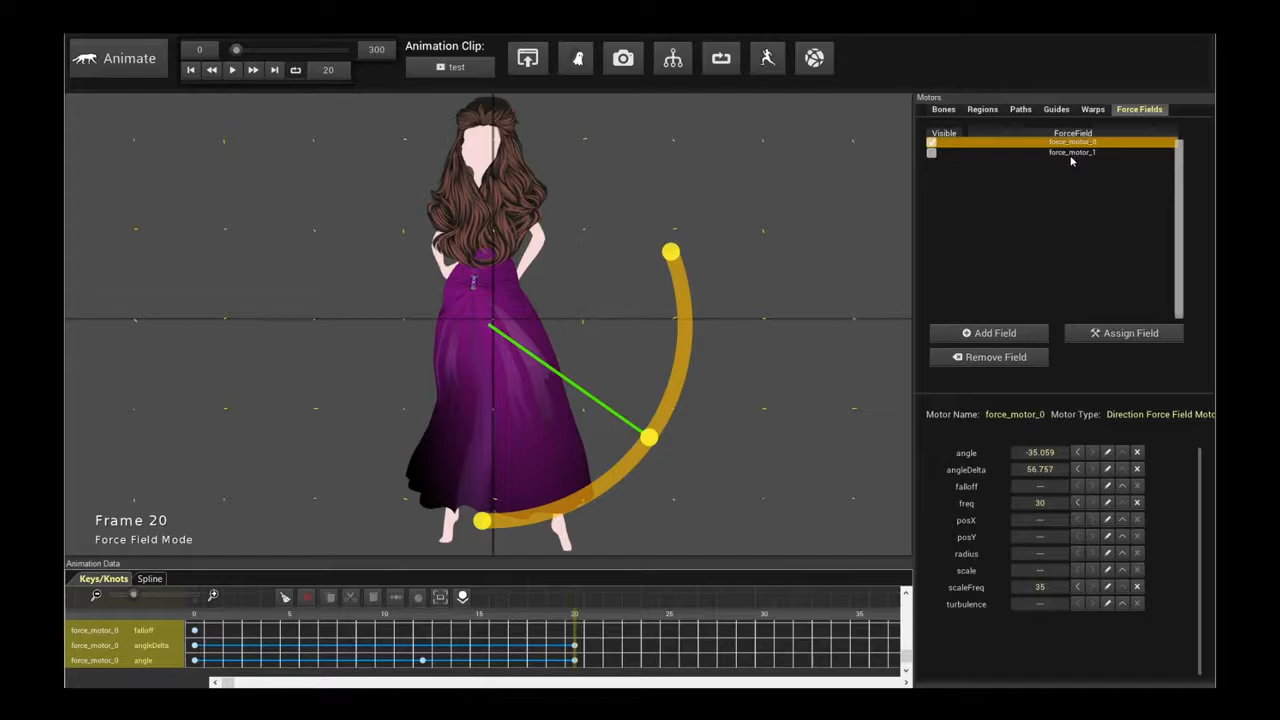 Animate
0
300
20
Animation Clip:
test
Motors
Bones Regions Paths Guides Warps Force Fields
Visible ForceField
force_motor_0
force_motor_1
Add Field Assign Field
Remove Field
Motor Name: force_motor_0 Motor Type: Direction Force Field Moto
angle -35.059
angleDelta 56.757
falloff ---
freq 30
posX ---
posY ---
radius ---
scale ---
scaleFreq 35
turbulence ---
Frame 20
Force Field Mode
Animation Data
Keys/Knots Spline
0 5 10 15 20 25 30 35
force_motor_0 falloff
force_motor_0 angleDelta
force_motor_0 angle